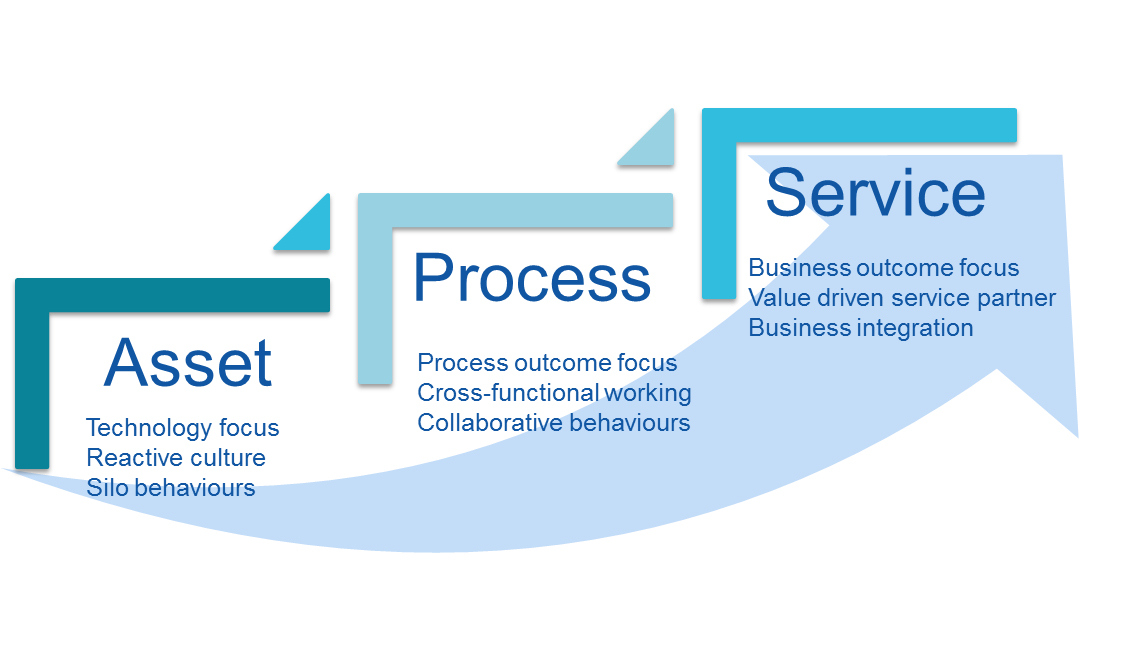 Asset
Technology focus
Reactive culture
Silo behaviours
Process
Process outcome focus
Cross-functional working
Collaborative behaviours
Service
Business outcome focus
Value driven service partner
Business integration